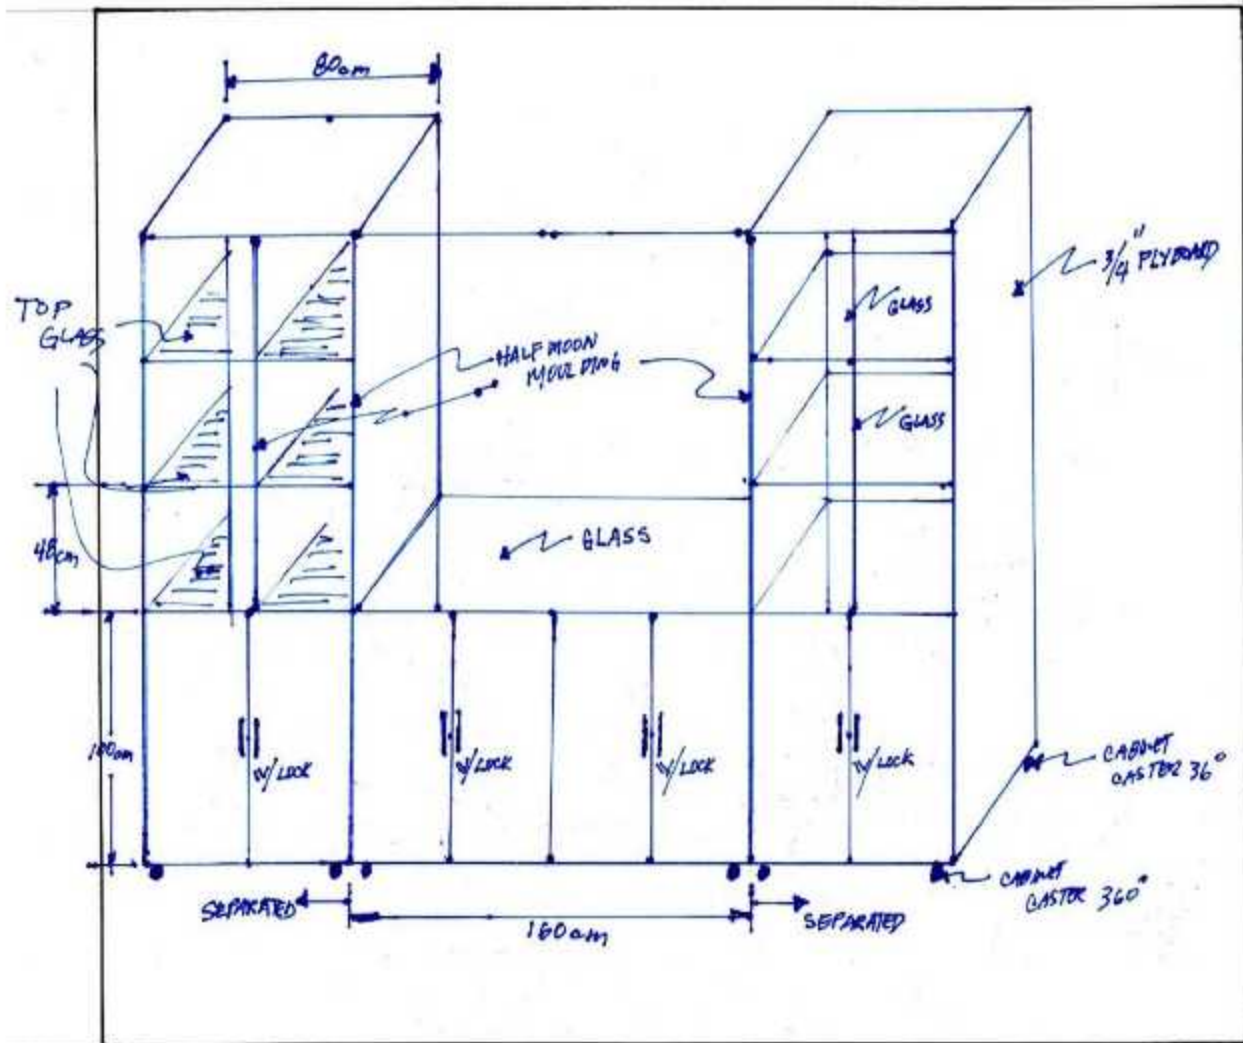 80cm
3/4" PLYBOARD
TOP
GLASS
GLASS
HALF MOON
MOULDING
GLASS
GLASS
48cm
100cm
W/LOCK
W/LOCK
W/LOCK
W/LOCK
CABINET
CASTER 36°
CABINET
CASTER 360°
SEPARATED
160cm
SEPARATED